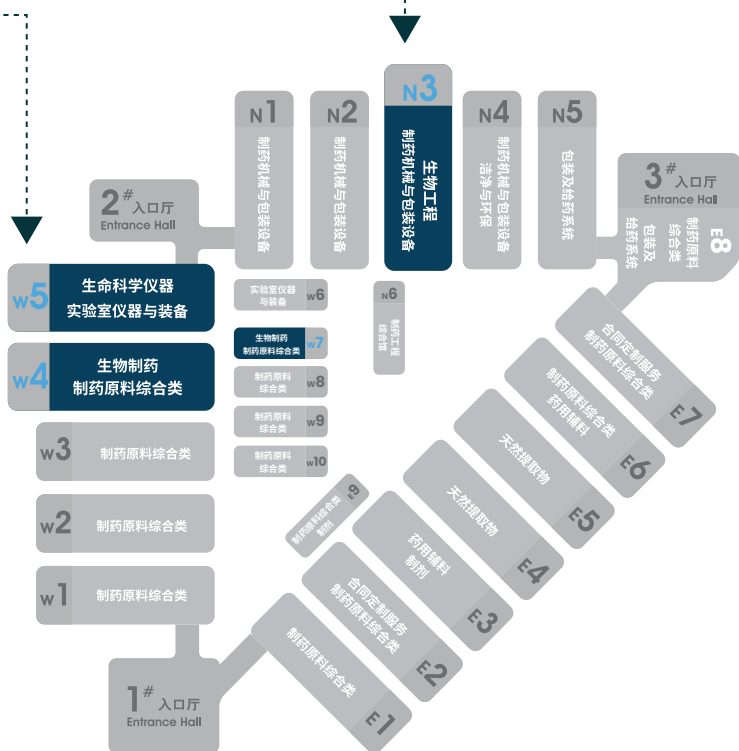 N1
制药机械与包装设备
N2
制药机械与包装设备
N3
生物工程
制药机械与包装设备
N4
制药机械与包装设备
洁净与环保
N5
包装及给药系统
2# 入口厅
Entrance Hall
3# 入口厅
Entrance Hall
E8
制药原料
综合类
包装及
给药系统
W5
生命科学仪器
实验室仪器与装备
W4
生物制药
制药原料综合类
W3
制药原料综合类
W2
制药原料综合类
W1
制药原料综合类
实验室仪器
与装备
W6
生物制药
制药原料综合类
W7
制药原料
综合类
W8
制药原料
综合类
W9
制药原料
综合类
W10
N6
制药工程
综合馆
E9
制药原料综合类
制剂
合同定制服务
制药原料综合类
E7
制药原料综合类
药用辅料
E6
天然提取物
E5
天然提取物
E4
药用辅料
制剂
E3
合同定制服务
制药原料综合类
E2
制药原料综合类
E1
1# 入口厅
Entrance Hall